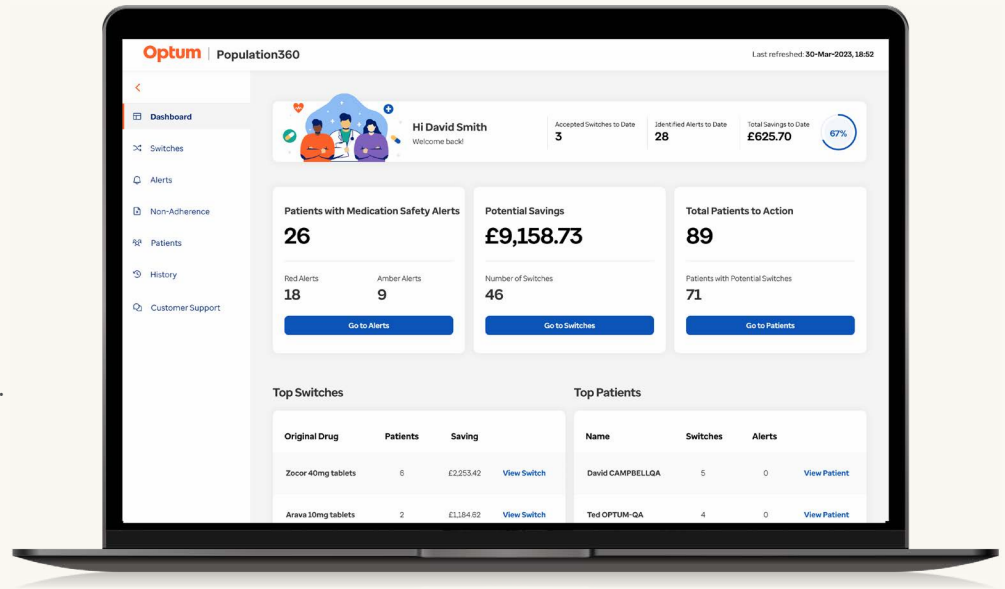 Optum | Population360
Last refreshed: 30-Mar-2023, 18:52
Dashboard
Switches
Alerts
Non-Adherence
Patients
History
Customer Support
Hi David Smith
Welcome back!
Accepted Switches to Date
3
Identified Alerts to Date
28
Total Savings to Date
£625.70
67%
Patients with Medication Safety Alerts
26
Red Alerts
18
Amber Alerts
9
Go to Alerts
Potential Savings
£9,158.73
Number of Switches
46
Go to Switches
Total Patients to Action
89
Patients with Potential Switches
71
Go to Patients
Top Switches
Original Drug Patients Saving
Zocor 40mg tablets 6 £2,253.42 View Switch
Arava 10mg tablets 2 £1,184.62 View Switch
Top Patients
Name Switches Alerts
David CAMPBELLQA 5 0 View Patient
Ted OPTUM-QA 4 0 View Patient